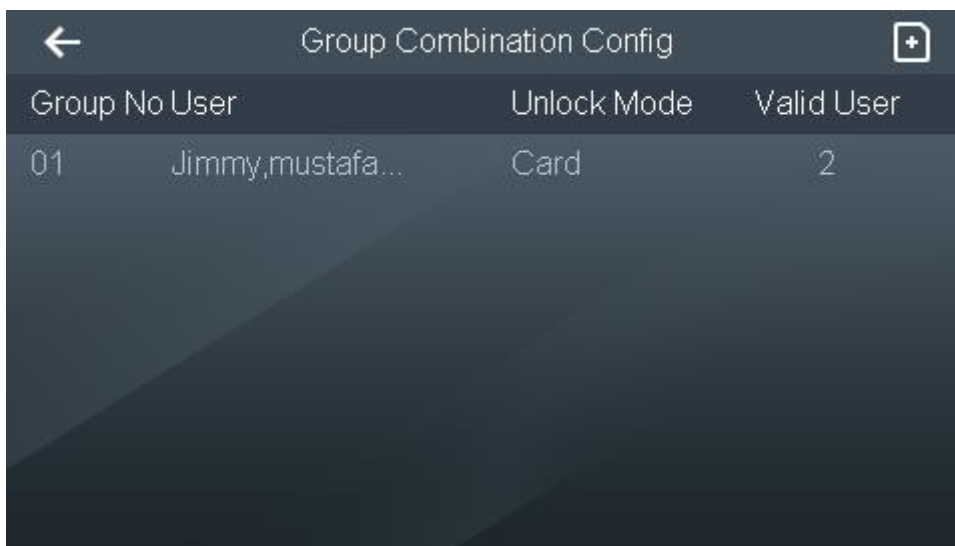 Group Combination Config
Group No User Unlock Mode Valid User
01 Jimmy,mustafa... Card 2